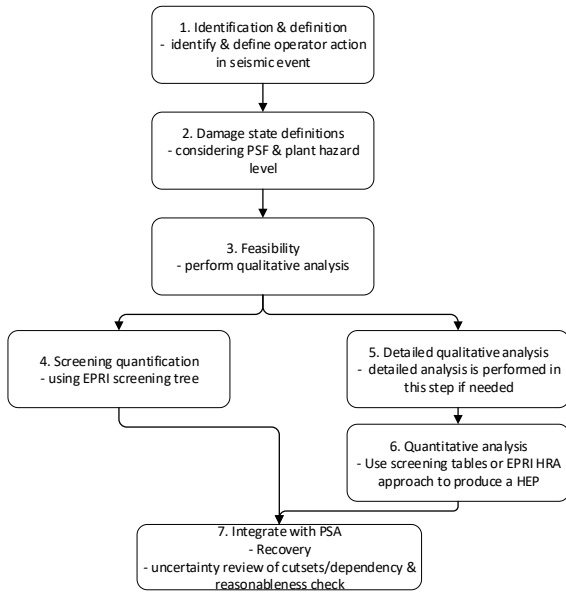 1. Identification & definition
- identify & define operator action
in seismic event
2. Damage state definitions
- considering PSF & plant hazard
level
3. Feasibility
- perform qualitative analysis
4. Screening quantification
- using EPRI screening tree
5. Detailed qualitative analysis
- detailed analysis is performed in
this step if needed
6. Quantitative analysis
- Use screening tables or EPRI HRA
approach to produce a HEP
7. Integrate with PSA
- Recovery
- uncertainty review of cutsets/dependency &
reasonableness check